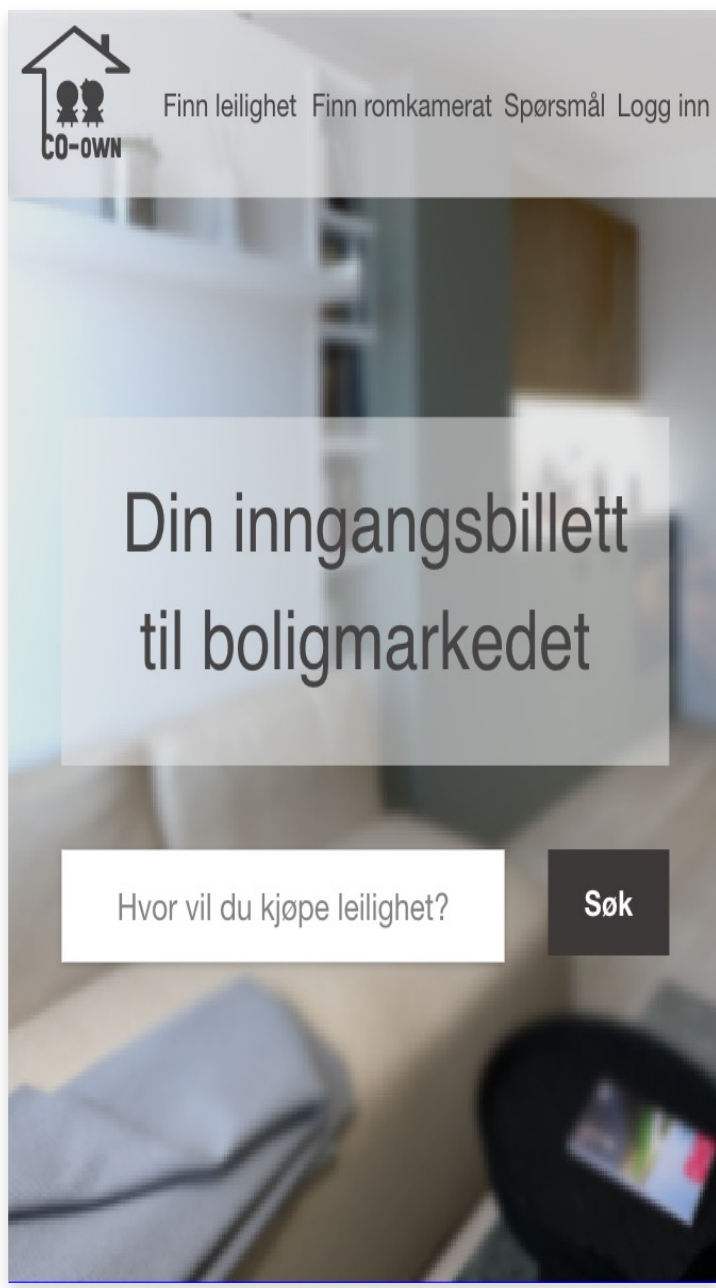 CO-OWN
Finn leilighet Finn romkamerat Spørsmål Logg inn
Din inngangsbillett
til boligmarkedet
Hvor vil du kjøpe leilighet?
Søk